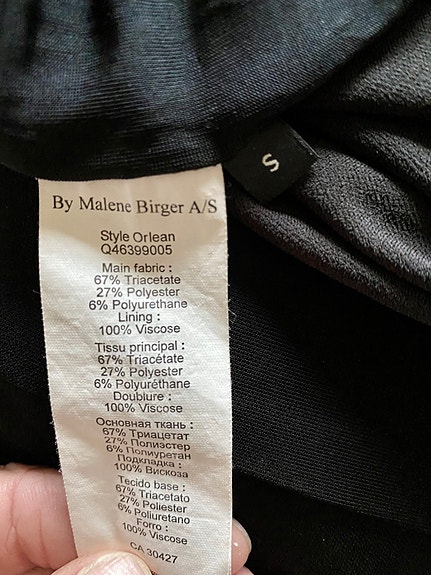 S
By Malene Birger A/S
Style Orlean
Q46399005
Main fabric :
67% Triacetate
27% Polyester
6% Polyurethane
Lining :
100% Viscose
Tissu principal :
67% Triacétate
27% Polyester
6% Polyuréthane
Doublure :
100% Viscose
Основная ткань :
67% Триацетат
27% Полиэстер
6% Полиуретан
Подкладка :
100% Вискоза
Tecido base :
67% Triacetato
27% Poliester
6% Poliuretano
Forro :
100% Viscose
CA 30427